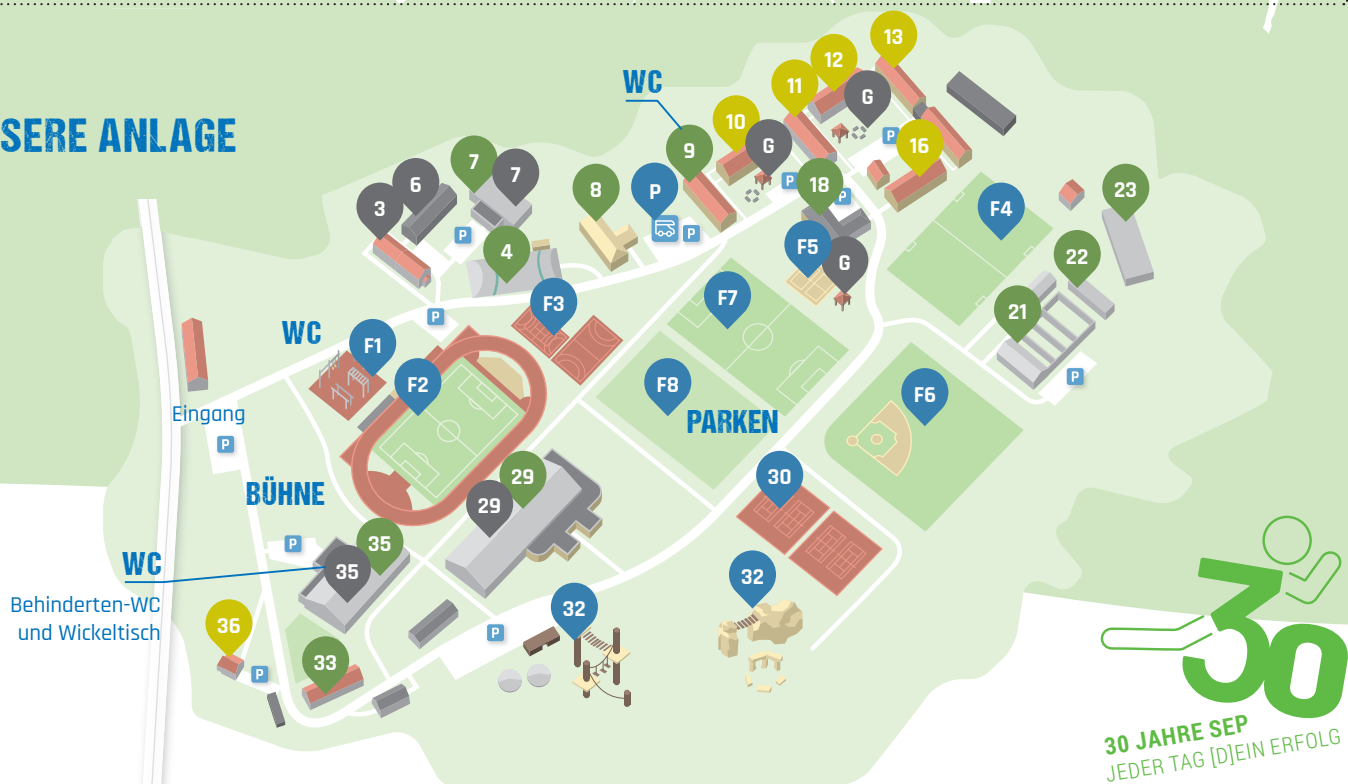 SERE ANLAGE
WC
13
12
11
G
10
G
P
16
9
7
7
6
3
8
P
P
P
18
P
4
P
F5
G
F4
23
22
21
P
F7
F3
P
WC
F1
F2
F8
PARKEN
F6
Eingang
P
BÜHNE
29
29
30
P
35
35
WC
Behinderten-WC
und Wickeltisch
36
P
33
P
32
32
30
30 JAHRE SEP
JEDER TAG [D]EIN ERFOLG